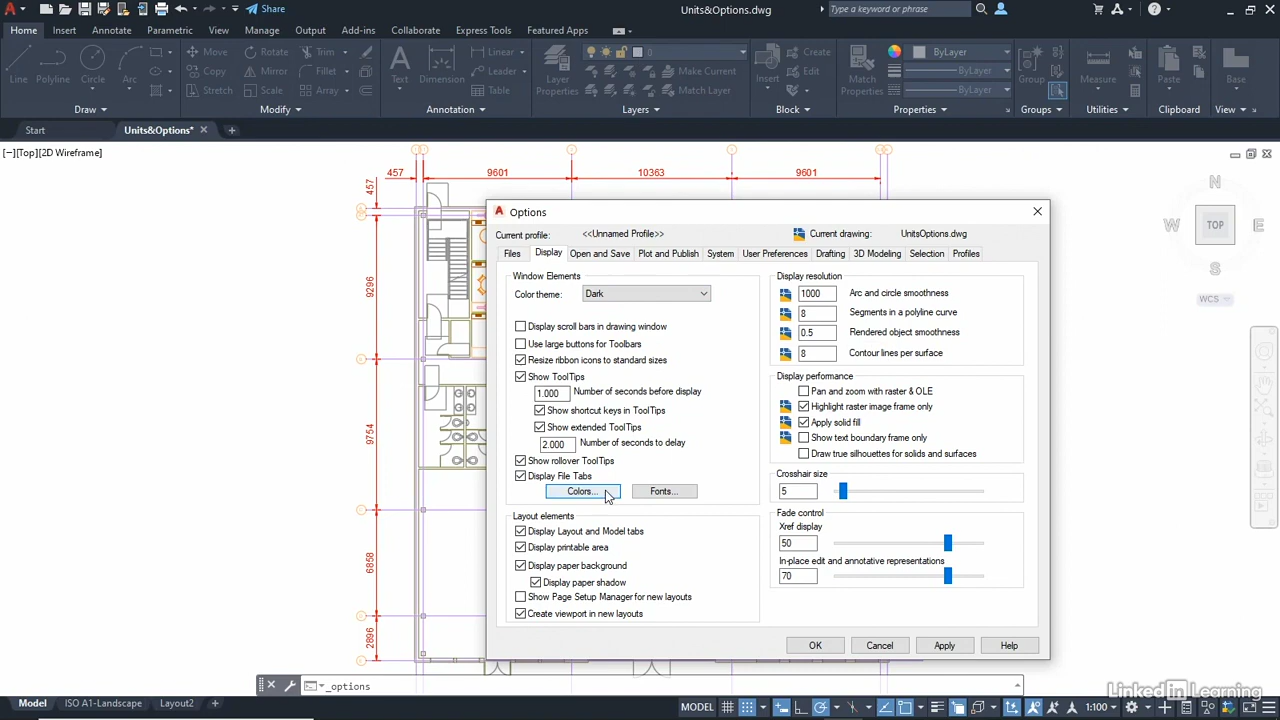 Share
Units&Options.dwg
Type a keyword or phrase
Home Insert Annotate Parametric View Manage Output Add-ins Collaborate Express Tools Featured Apps
Line Polyline Circle Arc
Move Rotate Trim
Copy Mirror Fillet
Stretch Scale Array
Text Dimension
Linear
Leader
Table
Layer Properties
0
Make Current
Match Layer
Insert
Create
Edit
Match Properties
ByLayer
ByLayer
ByLayer
Group
Measure
Paste
Base
Draw Modify Annotation Layers Block Properties Groups Utilities Clipboard View
Start Units&Options*
[−][Top][2D Wireframe]
457 9601 10363 9601
457
9296
9754
6858
2896
N
W TOP E
S
WCS
Options
Current profile: <<Unnamed Profile>> Current drawing: UnitsOptions.dwg
Files Display Open and Save Plot and Publish System User Preferences Drafting 3D Modeling Selection Profiles
Window Elements
Color theme: Dark
Display scroll bars in drawing window
Use large buttons for Toolbars
Resize ribbon icons to standard sizes
Show ToolTips
1.000 Number of seconds before display
Show shortcut keys in ToolTips
Show extended ToolTips
2.000 Number of seconds to delay
Show rollover ToolTips
Display File Tabs
Colors... Fonts...
Layout elements
Display Layout and Model tabs
Display printable area
Display paper background
Display paper shadow
Show Page Setup Manager for new layouts
Create viewport in new layouts
Display resolution
1000 Arc and circle smoothness
8 Segments in a polyline curve
0.5 Rendered object smoothness
8 Contour lines per surface
Display performance
Pan and zoom with raster & OLE
Highlight raster image frame only
Apply solid fill
Show text boundary frame only
Draw true silhouettes for solids and surfaces
Crosshair size
5
Fade control
Xref display
50
In-place edit and annotative representations
70
OK Cancel Apply Help
_options
LinkedIn Learning
Model ISO A1-Landscape Layout2 +
MODEL 1:100